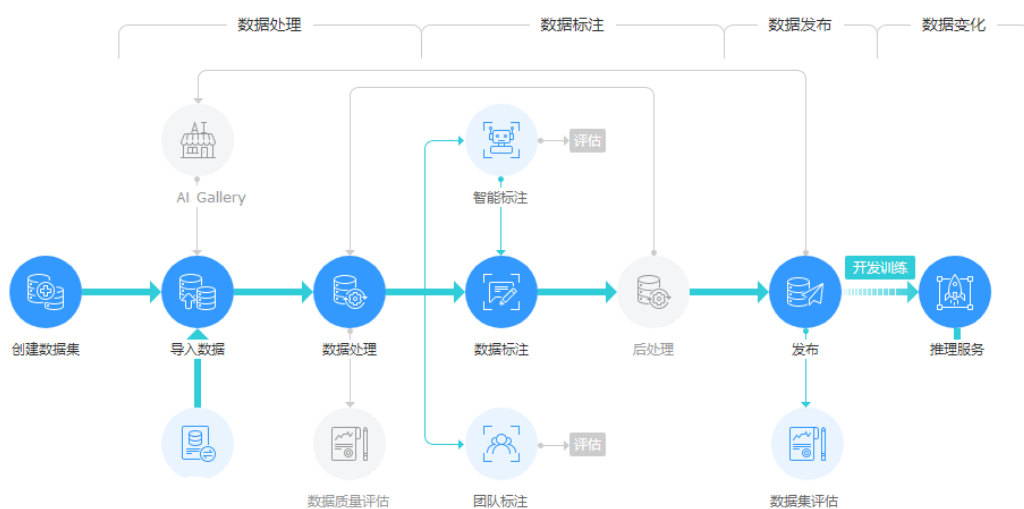 数据处理
数据标注
数据发布
数据变化
AI
评估
AI Gallery
智能标注
开发训练
创建数据集
导入数据
数据处理
数据标注
后处理
发布
推理服务
评估
数据质量评估
团队标注
数据集评估